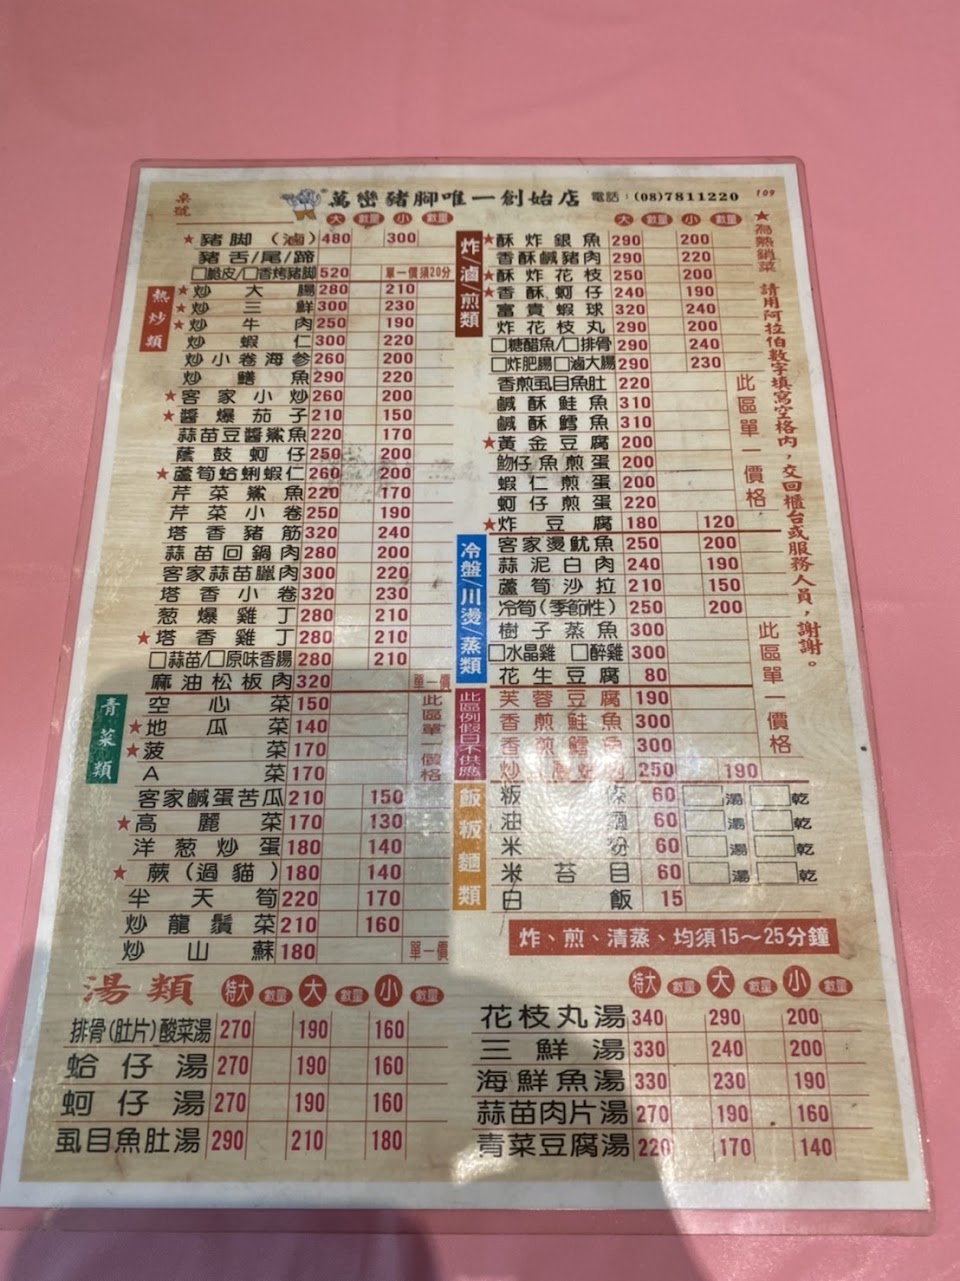 桌號
萬巒豬腳唯一創始店 電話：(08)7811220
109
大 數量 小 數量
★豬腳（滷） 480 300
豬舌/尾/蹄
□脆皮/□香烤豬腳 520 單一價須20分
熱炒類
★炒大腸 280 210
★炒三鮮 300 230
★炒牛肉 250 190
炒蝦仁 300 220
炒小卷海參 260 200
炒鱔魚 290 220
★客家小炒 260 200
★醬爆茄子 210 150
蒜苗豆醬鯊魚 220 170
蔭鼓蚵仔 250 200
★蘆筍蛤蜊蝦仁 260 200
芹菜鯊魚 220 170
芹菜小卷 250 190
塔香豬筋 320 240
蒜苗回鍋肉 280 200
客家蒜苗臘肉 300 220
塔香小卷 320 230
葱爆雞丁 280 210
★塔香雞丁 280 210
□蒜苗/□原味香腸 280 210
麻油松板肉 320 單一價
青菜類
此區單一價格
空心菜 150
★地瓜菜 140
★菠菜 170
A菜 170
客家鹹蛋苦瓜 210 150
★高麗菜 170 130
洋葱炒蛋 180 140
★蕨（過貓） 180 140
半天筍 220 170
炒龍鬚菜 210 160
炒山蘇 180 單一價
大 數量 小 數量
炸/滷/煎類
★酥炸銀魚 290 200
香酥鹹豬肉 290 220
★酥炸花枝 250 200
★香酥蚵仔 240 190
富貴蝦球 320 240
炸花枝丸 290 200
□糖醋魚/□排骨 290 240
□炸肥腸□滷大腸 290 230
此區單一價格
香煎虱目魚肚 220
鹹酥鮭魚 310
鹹酥鱈魚 310
★黃金豆腐 200
魩仔魚煎蛋 200
蝦仁煎蛋 200
蚵仔煎蛋 220
★炸豆腐 180 120
冷盤/川燙/蒸類
客家燙魷魚 250 200
蒜泥白肉 240 190
蘆筍沙拉 210 150
冷筍(季節性) 250 200
此區單一價格
樹子蒸魚 300
□水晶雞 □醉雞 300
花生豆腐 80
此區例假日不供應
芙蓉豆腐 190
香煎鮭魚 300
香煎鱈魚 300
炒 250 190
飯粄麵類
粄條 60 □湯 □乾
油麵 60 □湯 □乾
米粉 60 □湯 □乾
米苔目 60 □湯 □乾
白飯 15
★為熱銷菜 請用阿拉伯數字填寫空格內，交回櫃台或服務人員，謝謝。
炸、煎、清蒸、均須15～25分鐘
湯類 特大 數量 大 數量 小 數量
排骨(肚片)酸菜湯 270 190 160
蛤仔湯 270 190 160
蚵仔湯 270 190 160
虱目魚肚湯 290 210 180
特大 數量 大 數量 小 數量
花枝丸湯 340 290 200
三鮮湯 330 240 200
海鮮魚湯 330 230 190
蒜苗肉片湯 270 190 160
青菜豆腐湯 220 170 140